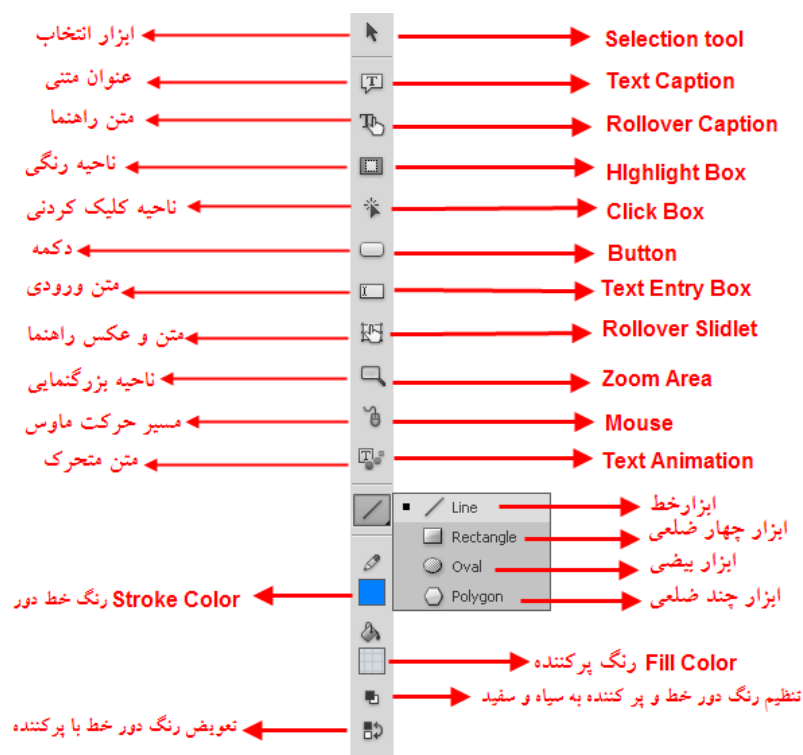 ابزار انتخاب
Selection tool
عنوان متنی
Text Caption
متن راهنما
Rollover Caption
ناحیه رنگی
HIghlight Box
ناحیه کلیک کردنی
Click Box
دکمه
Button
متن ورودی
Text Entry Box
متن و عکس راهنما
Rollover Slidlet
ناحیه بزرگنمایی
Zoom Area
مسیر حرکت ماوس
Mouse
متن متحرک
Text Animation
Line
ابزارخط
Rectangle
ابزار چهار ضلعی
Oval
ابزار بیضی
Polygon
ابزار چند ضلعی
Stroke Color رنگ خط دور
Fill Color رنگ پرکننده
تنظیم رنگ دور خط و پر کننده به سیاه و سفید
تعویض رنگ دور خط با پرکننده